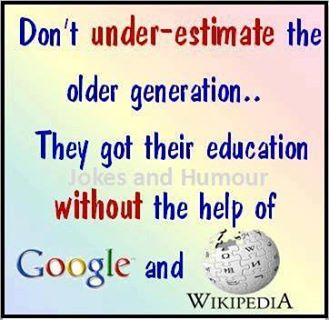 Don't under-estimate the
older generation..
They got their education
Jokes and Humour
without the help of
Google and
WIKIPEDIA